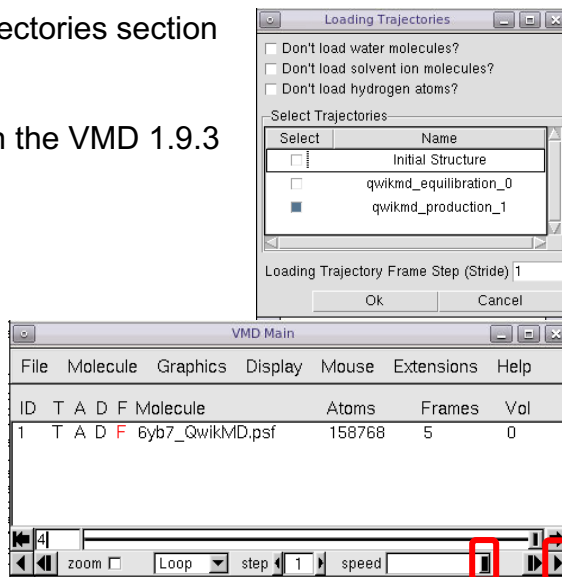 ectories section
n the VMD 1.9.3
Loading Trajectories
Don't load water molecules?
Don't load solvent ion molecules?
Don't load hydrogen atoms?
Select Trajectories
Select Name
Initial Structure
qwikmd_equilibration_0
qwikmd_production_1
Loading Trajectory Frame Step (Stride) 1
Ok Cancel
VMD Main
File Molecule Graphics Display Mouse Extensions Help
ID T A D F Molecule Atoms Frames Vol
1 T A D F 6yb7_QwikMD.psf 158768 5 0
4
zoom Loop step 1 speed